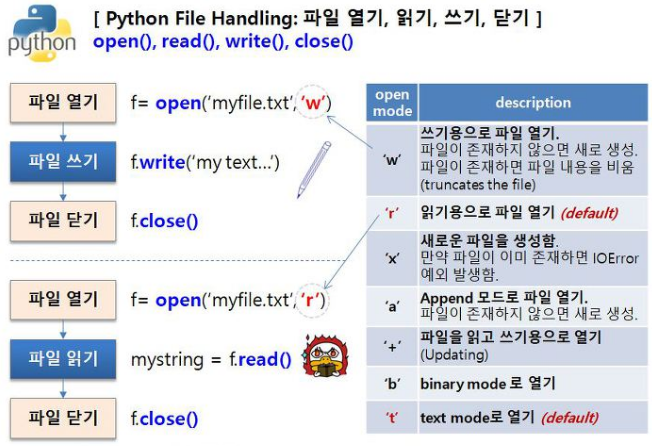 [ Python File Handling: 파일 열기, 읽기, 쓰기, 닫기 ]
open(), read(), write(), close()
python
파일 열기
f= open(‘myfile.txt’, ‘w’)
파일 쓰기
f.write(‘my text...’)
파일 닫기
f.close()
파일 열기
f= open(‘myfile.txt’, ‘r’)
파일 읽기
mystring = f.read()
파일 닫기
f.close()
open mode
description
‘w’
쓰기용으로 파일 열기.
파일이 존재하지 않으면 새로 생성.
파일이 존재하면 파일 내용을 비움
(truncates the file)
‘r’
읽기용으로 파일 열기 (default)
‘x’
새로운 파일을 생성함.
만약 파일이 이미 존재하면 IOError
예외 발생함.
‘a’
Append 모드로 파일 열기.
파일이 존재하지 않으면 새로 생성.
‘+’
파일을 읽고 쓰기용으로 열기
(Updating)
‘b’
binary mode 로 열기
‘t’
text mode로 열기 (default)